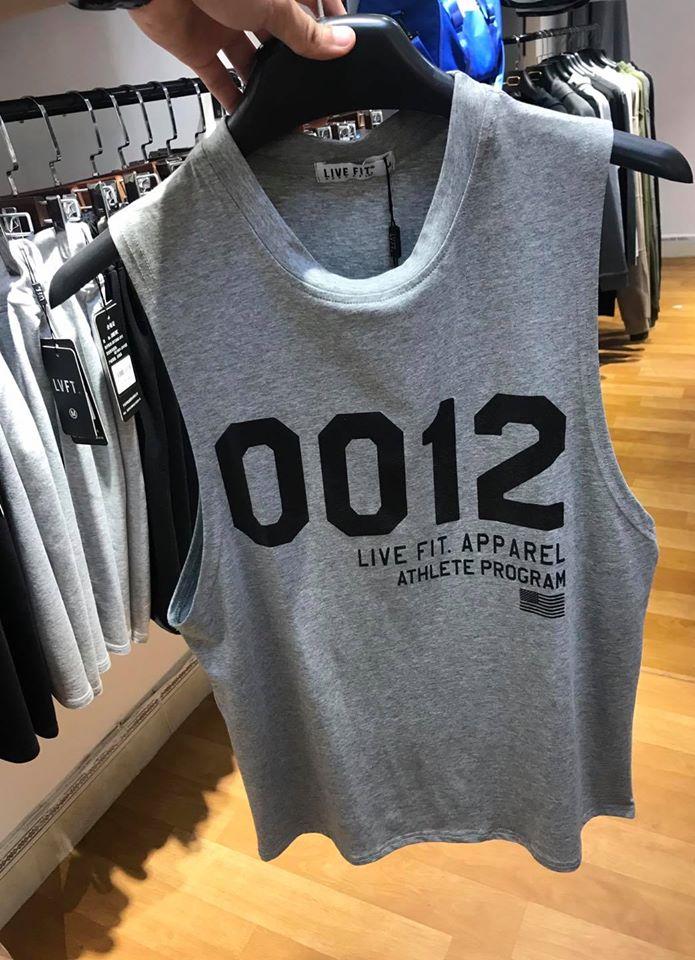 LIVE FIT.
L
0012
LIVE FIT. APPAREL
ATHLETE PROGRAM
LVFT.
M